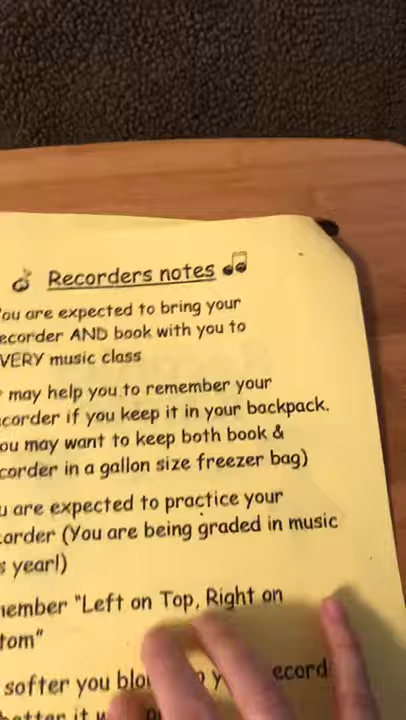 Recorders notes
ou are expected to bring your
ecorder AND book with you to
VERY music class
may help you to remember your
corder if you keep it in your backpack.
ou may want to keep both book &
corder in a gallon size freezer bag)
u are expected to practice your
corder (You are being graded in music
s year!)
member "Left on Top, Right on
tom"
softer you blo
ecord
better it